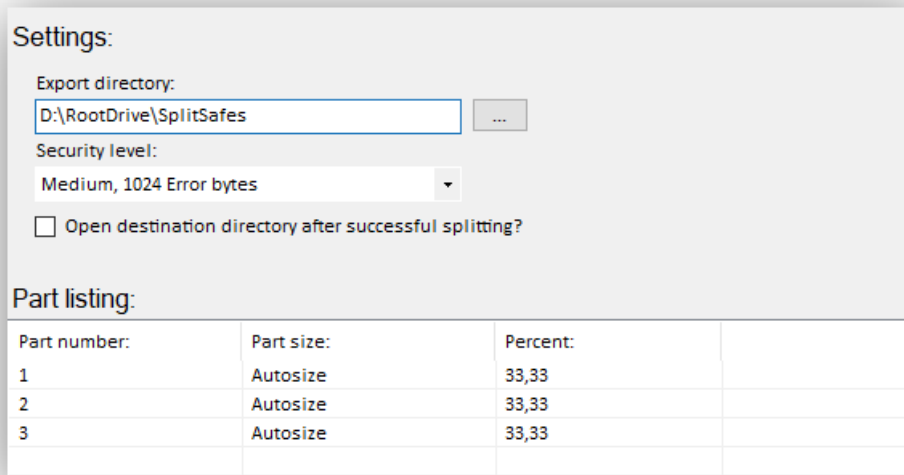 Settings:
Export directory:
D:\RootDrive\SplitSafes
...
Security level:
Medium, 1024 Error bytes
Open destination directory after successful splitting?
Part listing:
Part number: Part size: Percent:
1 Autosize 33,33
2 Autosize 33,33
3 Autosize 33,33